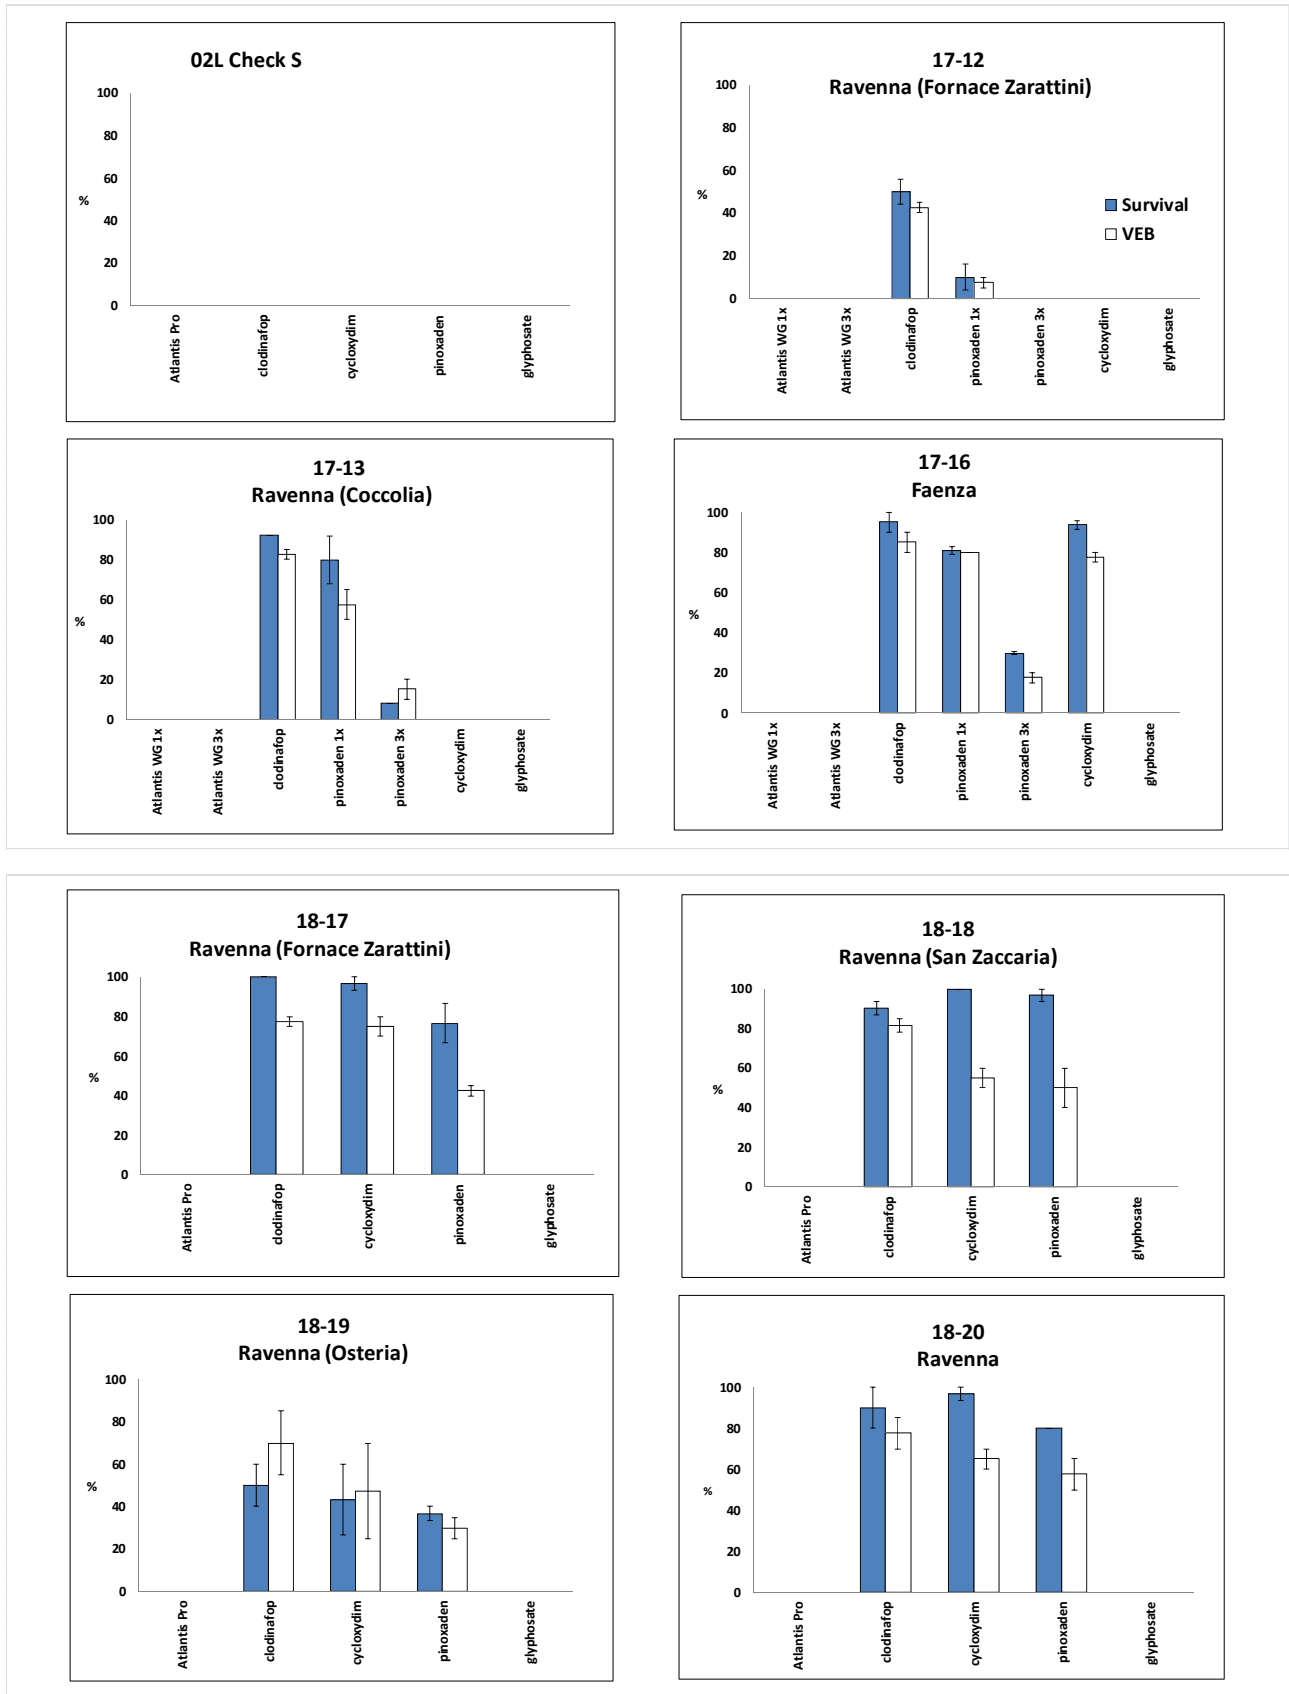 02L Check S
100
80
60
%
40
20
0
Atlantis Pro
clodinafop
cycloxydim
pinoxaden
glyphosate
17-12
Ravenna (Fornace Zarattini)
100
80
60
%
40
20
0
Survival
VEB
Atlantis WG 1x
Atlantis WG 3x
clodinafop
pinoxaden 1x
pinoxaden 3x
cycloxydim
glyphosate
17-13
Ravenna (Coccolia)
100
80
60
%
40
20
0
Atlantis WG 1x
Atlantis WG 3x
clodinafop
pinoxaden 1x
pinoxaden 3x
cycloxydim
glyphosate
17-16
Faenza
100
80
60
%
40
20
0
Atlantis WG 1x
Atlantis WG 3x
clodinafop
pinoxaden 1x
pinoxaden 3x
cycloxydim
glyphosate
18-17
Ravenna (Fornace Zarattini)
100
80
60
%
40
20
0
Atlantis Pro
clodinafop
cycloxydim
pinoxaden
glyphosate
18-18
Ravenna (San Zaccaria)
100
80
60
%
40
20
0
Atlantis Pro
clodinafop
cycloxydim
pinoxaden
glyphosate
18-19
Ravenna (Osteria)
100
80
60
%
40
20
0
Atlantis Pro
clodinafop
cycloxydim
pinoxaden
glyphosate
18-20
Ravenna
100
80
60
%
40
20
0
Atlantis Pro
clodinafop
cycloxydim
pinoxaden
glyphosate